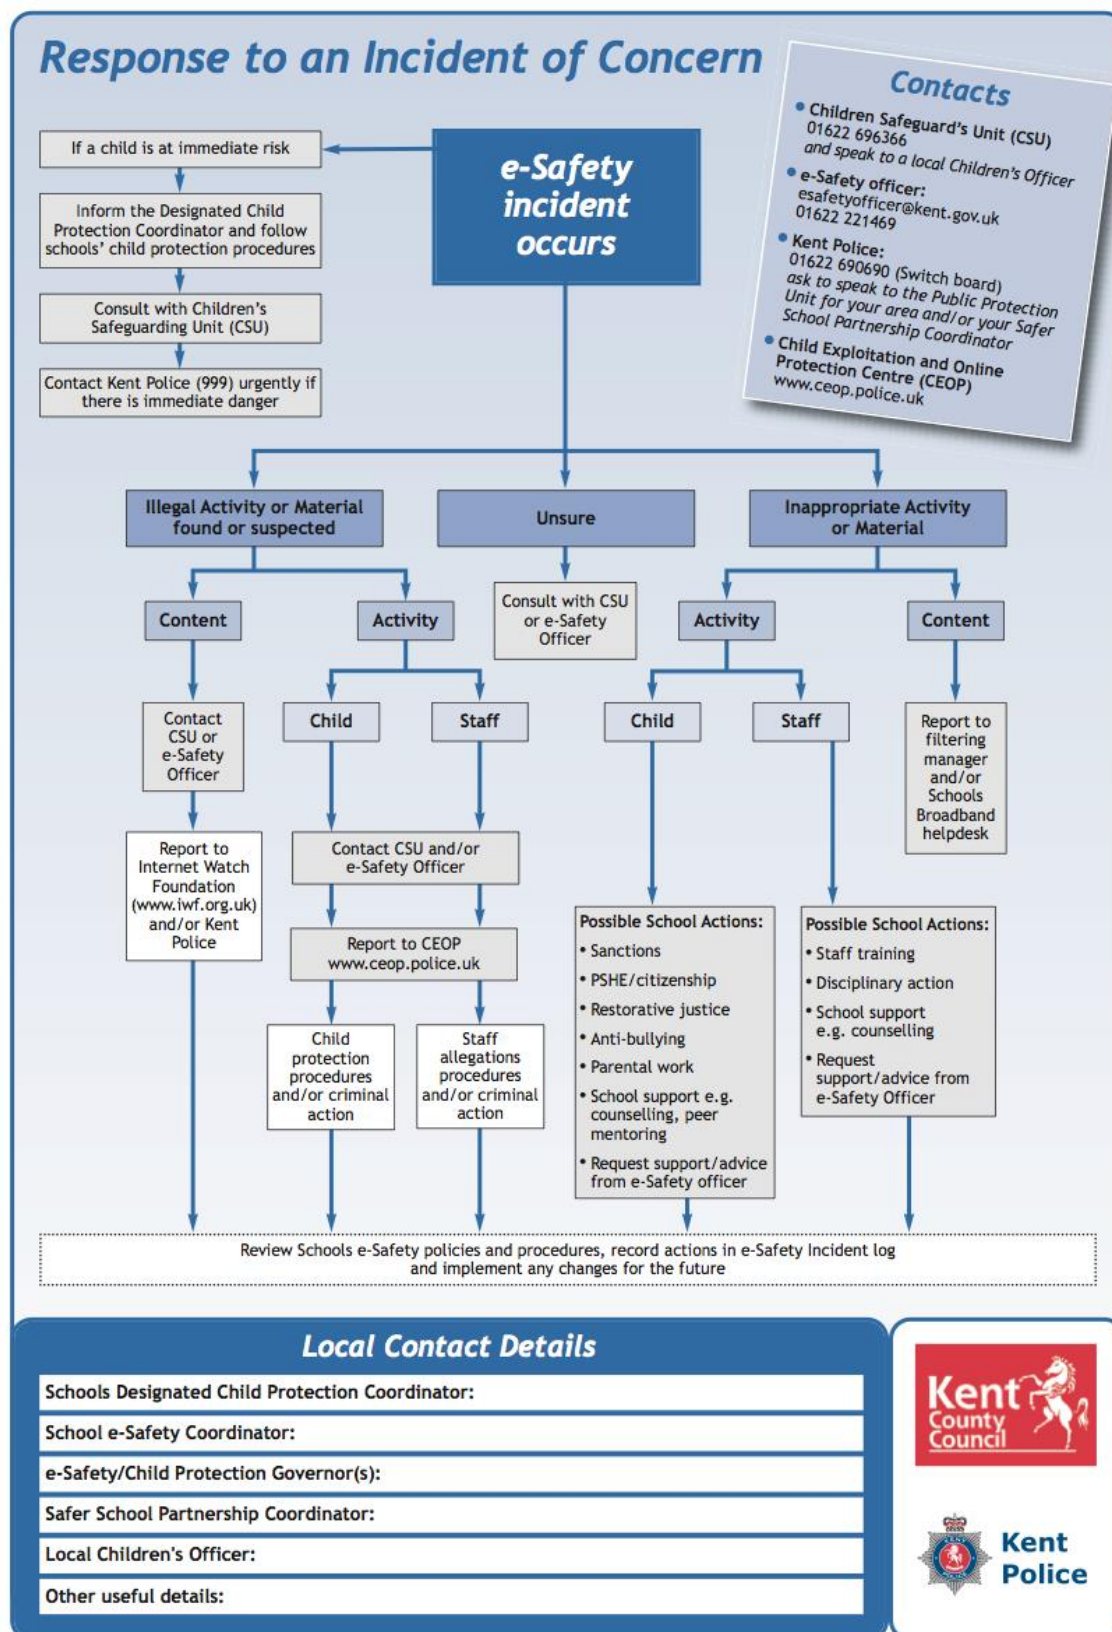 Response to an Incident of Concern
Contacts
• Children Safeguard's Unit (CSU)
01622 696366
and speak to a local Children's Officer
• e-Safety officer:
esafetyofficer@kent.gov.uk
01622 221469
• Kent Police:
01622 690690 (Switch board)
ask to speak to the Public Protection
Unit for your area and/or your Safer
School Partnership Coordinator
• Child Exploitation and Online
Protection Centre (CEOP)
www.ceop.police.uk
e-Safety
incident
occurs
If a child is at immediate risk
Inform the Designated Child
Protection Coordinator and follow
schools' child protection procedures
Consult with Children's
Safeguarding Unit (CSU)
Contact Kent Police (999) urgently if
there is immediate danger
Illegal Activity or Material
found or suspected
Unsure
Inappropriate Activity
or Material
Content
Activity
Consult with CSU
or e-Safety
Officer
Activity
Content
Contact
CSU or
e-Safety
Officer
Child
Staff
Child
Staff
Report to
filtering
manager
and/or
Schools
Broadband
helpdesk
Report to
Internet Watch
Foundation
(www.iwf.org.uk)
and/or Kent
Police
Contact CSU and/or
e-Safety Officer
Report to CEOP
www.ceop.police.uk
Child
protection
procedures
and/or criminal
action
Staff
allegations
procedures
and/or criminal
action
Possible School Actions:
• Sanctions
• PSHE/citizenship
• Restorative justice
• Anti-bullying
• Parental work
• School support e.g.
counselling, peer
mentoring
• Request support/advice
from e-Safety officer
Possible School Actions:
• Staff training
• Disciplinary action
• School support
e.g. counselling
• Request
support/advice from
e-Safety Officer
Review Schools e-Safety policies and procedures, record actions in e-Safety Incident log
and implement any changes for the future
Local Contact Details
Schools Designated Child Protection Coordinator:
School e-Safety Coordinator:
e-Safety/Child Protection Governor(s):
Safer School Partnership Coordinator:
Local Children's Officer:
Other useful details:
Kent
County
Council
Kent
Police